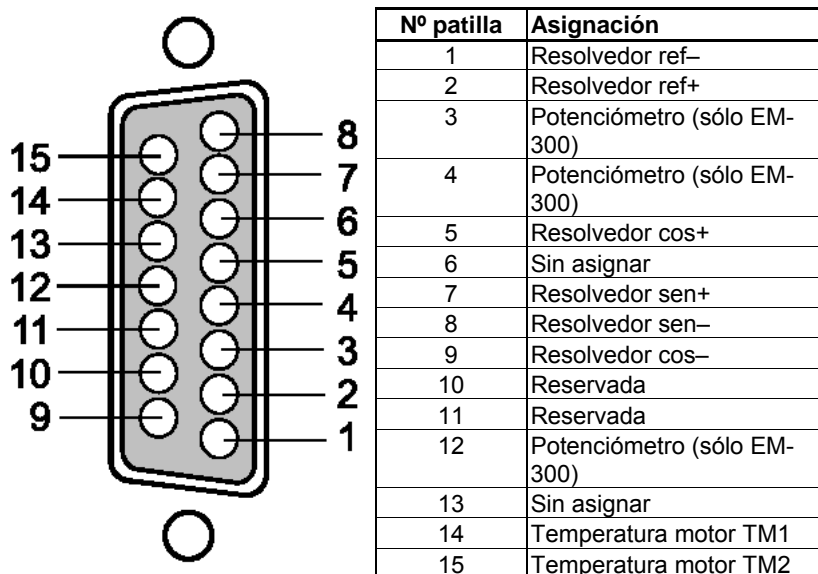 15
14
13
12
11
10
9
8
7
6
5
4
3
2
1
Nº patilla Asignación
1 Resolvedor ref–
2 Resolvedor ref+
3 Potenciómetro (sólo EM-
300)
4 Potenciómetro (sólo EM-
300)
5 Resolvedor cos+
6 Sin asignar
7 Resolvedor sen+
8 Resolvedor sen–
9 Resolvedor cos–
10 Reservada
11 Reservada
12 Potenciómetro (sólo EM-
300)
13 Sin asignar
14 Temperatura motor TM1
15 Temperatura motor TM2